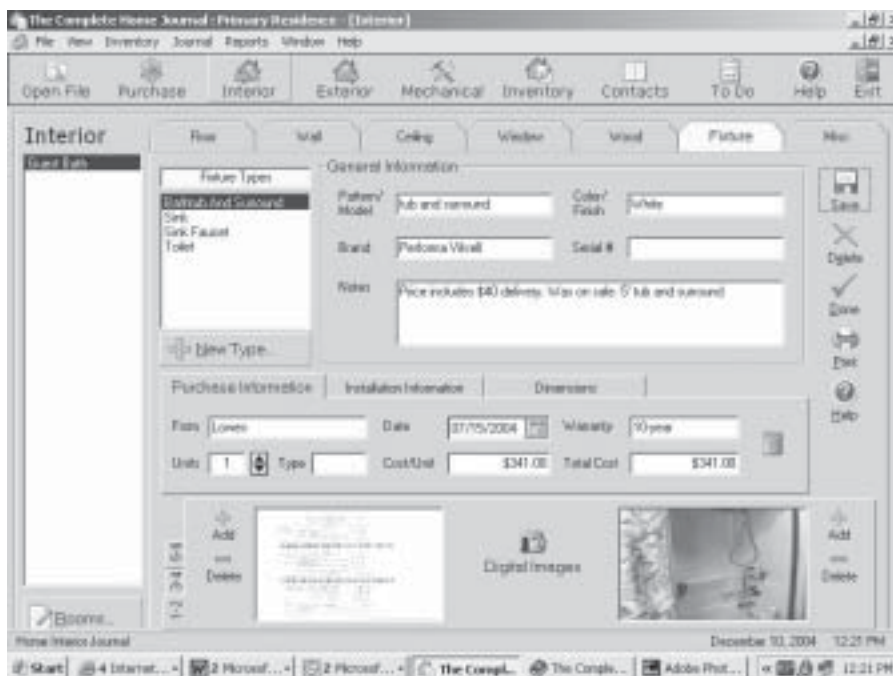 The Complete Home Journal : Primary Residence - [Interior]
File View Inventory Journal Reports Window Help
Open File Purchase Interior Exterior Mechanical Inventory Contacts To Do Help Exit
Interior
Floor Wall Ceiling Window Wood Fixture Misc
Guest Bath
Fixture Types
Bathtub And Surround
Sink
Sink Faucet
Toilet
New Type...
General Information
Pattern/Model tub and surround Color/Finish White
Brand Serial #
Notes Price includes $40 delivery. Was on sale. 5' tub and surround
Save
Delete
Done
Print
Help
Purchase Information Installation Information Dimensions
From Lowes Date 07/15/2004 Warranty 10 year
Units 1 Type Cost/Unit $341.00 Total Cost $341.00
1-2 3-4 5-6
Add
Delete
Digital Images
Add
Delete
Rooms...
Home Interior Journal December 10, 2004 12:21 PM
Start 4 Internet... 2 Microsof... 2 Microsof... The Compl... The Comple... Adobe Phot... 12:21 PM